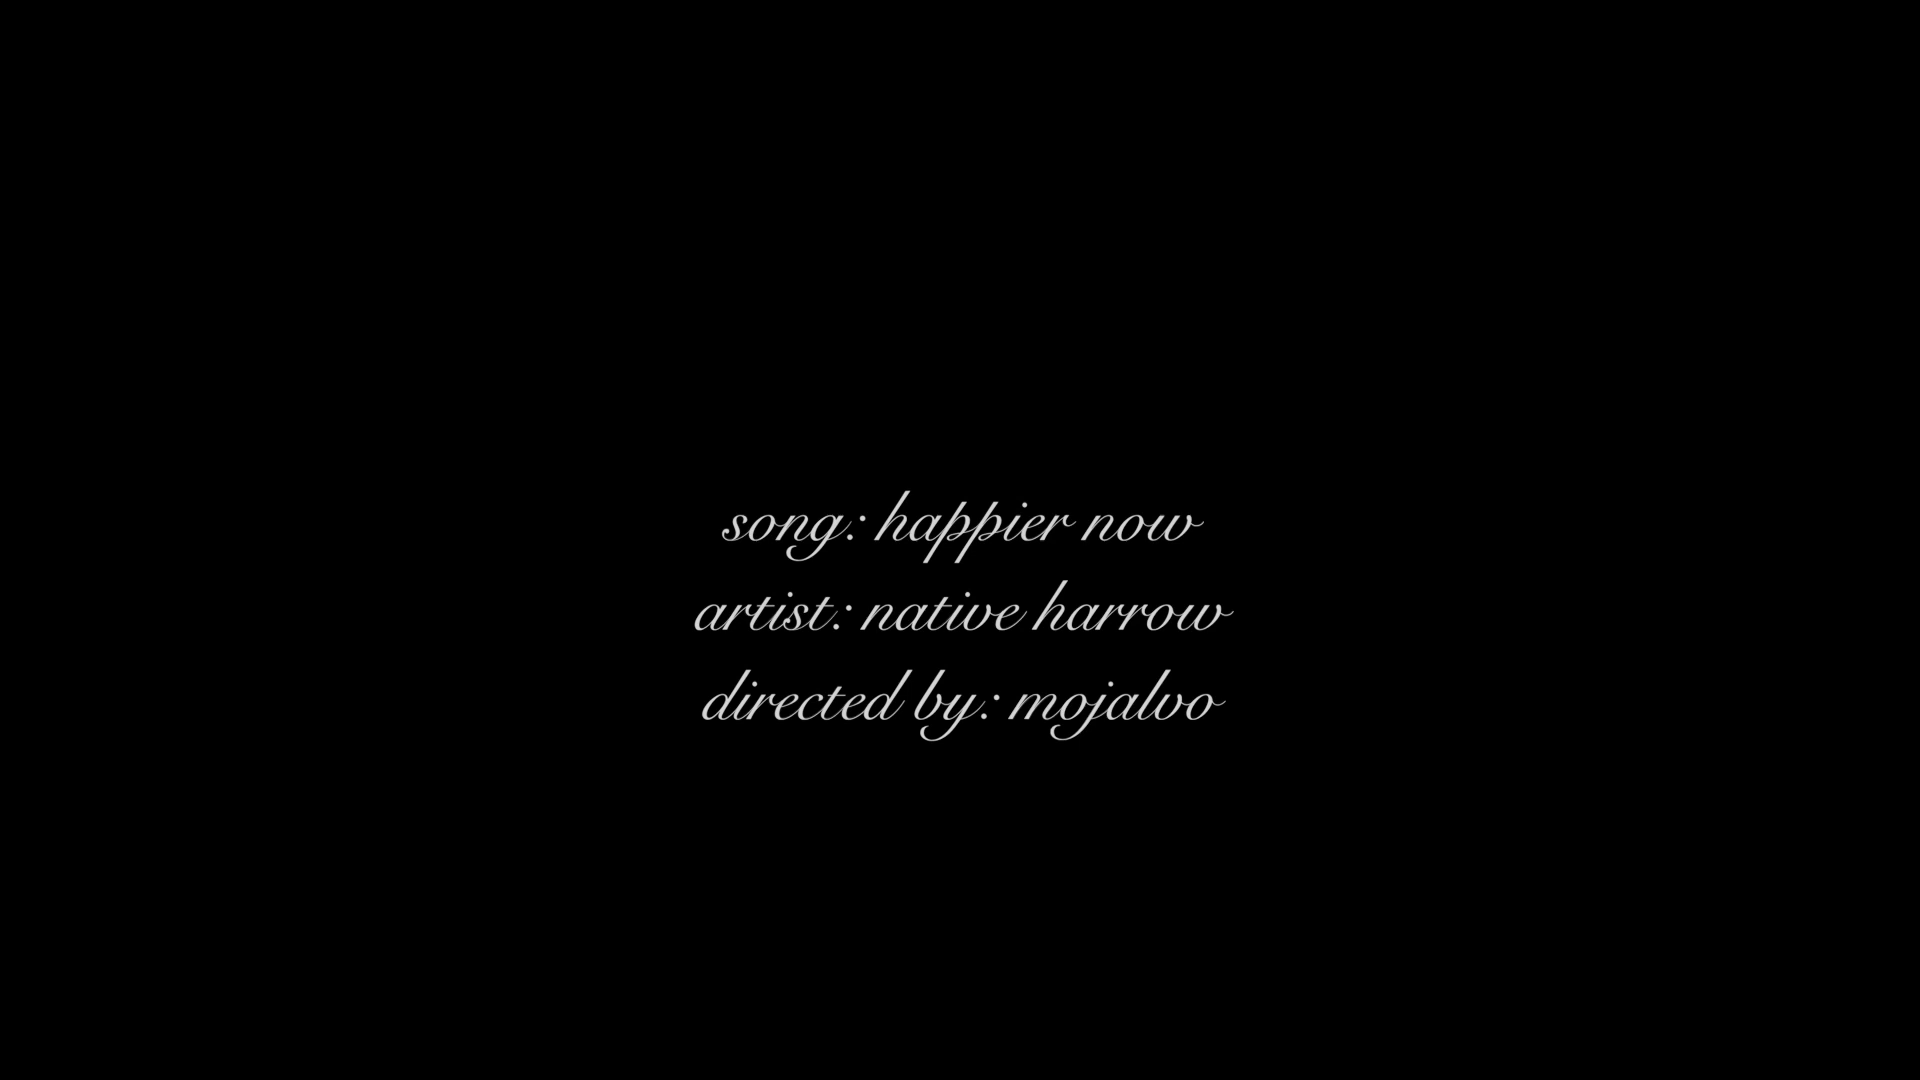 song: happier now
artist: native harrow
directed by: mojalvo